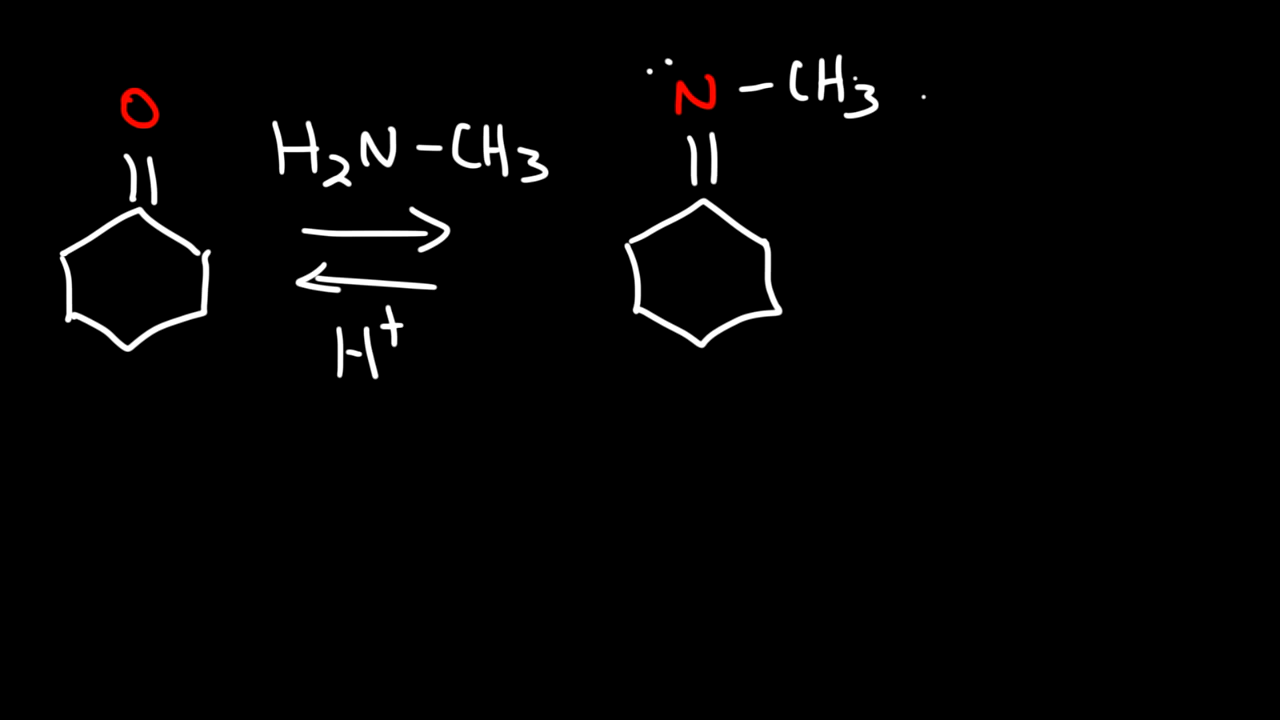 O
H₂N-CH₃
H⁺
N-CH₃